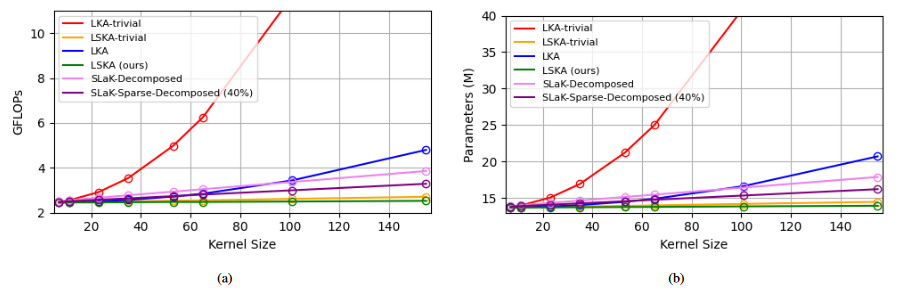 10
8
6
4
2
GFLOPs
LKA-trivial
LSKA-trivial
LKA
LSKA (ours)
SLaK-Decomposed
SLaK-Sparse-Decomposed (40%)
20 40 60 80 100 120 140
Kernel Size
(a)
40
35
30
25
20
15
Parameters (M)
LKA-trivial
LSKA-trivial
LKA
LSKA (ours)
SLaK-Decomposed
SLaK-Sparse-Decomposed (40%)
20 40 60 80 100 120 140
Kernel Size
(b)